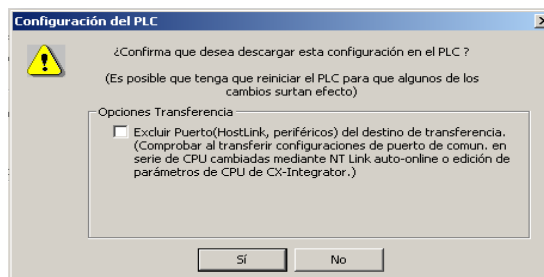 Configuración del PLC
¿Confirma que desea descargar esta configuración en el PLC ?
(Es posible que tenga que reiniciar el PLC para que algunos de los
cambios surtan efecto)
Opciones Transferencia
Excluir Puerto(HostLink, periféricos) del destino de transferencia.
(Comprobar al transferir configuraciones de puerto de comun. en
serie de CPU cambiadas mediante NT Link auto-online o edición de
parámetros de CPU de CX-Integrator.)
Sí
No